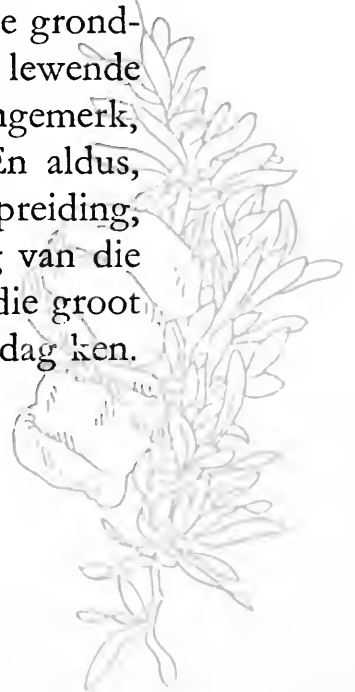 e grond-
lewende
ngemerk,
En aldus,
preiding,
g van die
die groot
dag ken.